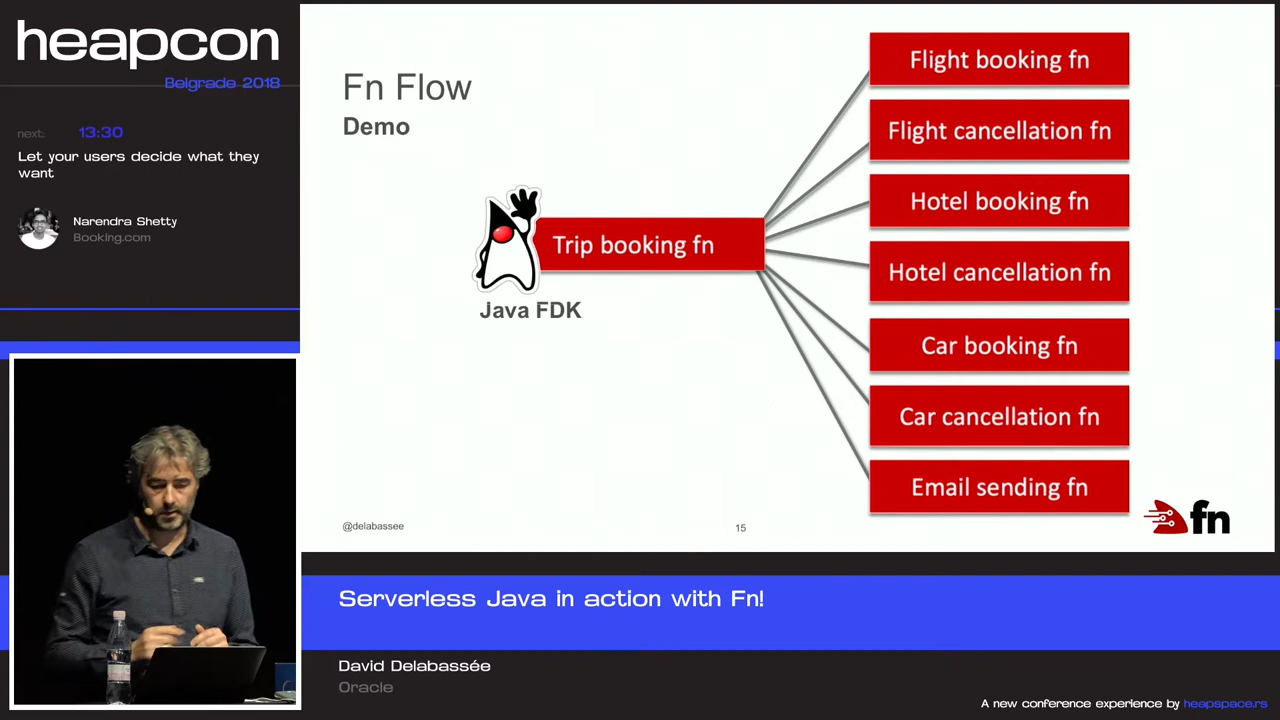 heapcon
Belgrade 2018
next: 13:30
Let your users decide what they
want
Narendra Shetty
Booking.com
Fn Flow
Demo
Trip booking fn
Java FDK
Flight booking fn
Flight cancellation fn
Hotel booking fn
Hotel cancellation fn
Car booking fn
Car cancellation fn
Email sending fn
@delabassee
15
fn
Serverless Java in action with Fn!
David Delabassée
Oracle
A new conference experience by heapspace.rs